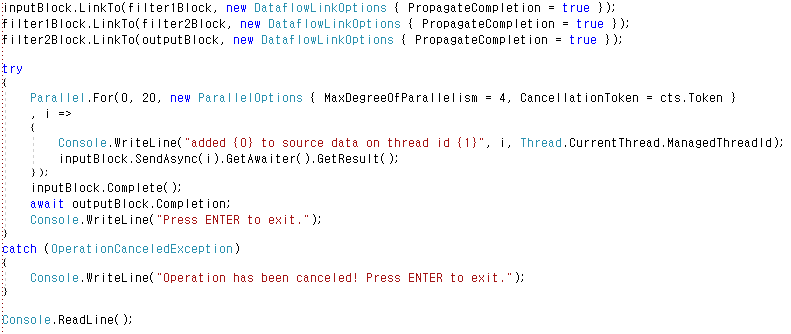 inputBlock.LinkTo(filter1Block, new DataflowLinkOptions { PropagateCompletion = true });
filter1Block.LinkTo(filter2Block, new DataflowLinkOptions { PropagateCompletion = true });
filter2Block.LinkTo(outputBlock, new DataflowLinkOptions { PropagateCompletion = true });
try
{
Parallel.For(0, 20, new ParallelOptions { MaxDegreeOfParallelism = 4, CancellationToken = cts.Token }
, i =>
{
Console.WriteLine("added {0} to source data on thread id {1}", i, Thread.CurrentThread.ManagedThreadId);
inputBlock.SendAsync(i).GetAwaiter().GetResult();
});
inputBlock.Complete();
await outputBlock.Completion;
Console.WriteLine("Press ENTER to exit.");
}
catch (OperationCanceledException)
{
Console.WriteLine("Operation has been canceled! Press ENTER to exit.");
}
Console.ReadLine();